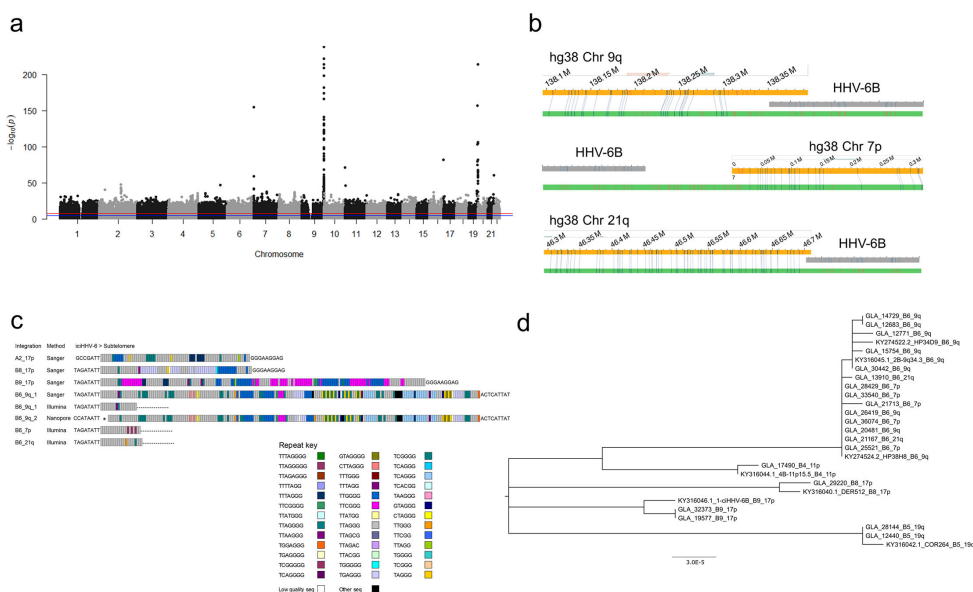 a
200
150
100
50
0
−log10(p)
1 2 3 4 5 6 7 8 9 10 11 12 13 14 15 17 19 21
Chromosome
b
hg38 Chr 9q
138.1 M 138.15 M 138.2 M 138.25 M 138.3 M 138.35 M
HHV-6B
HHV-6B
hg38 Chr 7p
0 0.05 M 0.1 M 0.15 M 0.2 M 0.25 M 0.3 M
7
hg38 Chr 21q
46.3 M 46.35 M 46.4 M 46.45 M 46.5 M 46.55 M 46.6 M 46.65 M 46.7 M
HHV-6B
c
Integration Method iciHHV-6 > Subtelomere
A2_17p Sanger GCCGATT GGGAAGGAG
B8_17p Sanger TAGATATT GGGAAGGAG
B9_17p Sanger TAGATATT GGGAAGGAG
B6_9q_1 Sanger TAGATATT ACTCATTAT
B6_9q_1 Illumina TAGATATT
B6_9q_2 Nanopore CCATAATT * ACTCATTAT
B6_7p Illumina TAGATATT
B6_21q Illumina TAGATATT
Repeat key
TTTAGGGG GTAGGGG TCGGGG
TTAGGGG CTTAGGG TCAGGGG
TTAGAGGG TTTGGGG TCAGGG
TTTTAGG TTTAGGG TCACGG
TTTAGGG TTGGGG TAAGGG
TTCGGGG TTCGGG GTAGGG
TTATGGG TTATGG CTAGGG
TTAGGGG TTAGGG TTGGG
TTAAGGG TTAGCG TTCGG
TGGAGGG TTAGAC TTAGG
TGAGGGG TTACGG TGGGG
TCGGGGG TGGGGG TCGGG
TCAGGGG TGAGGG TAGGG
Low quality seq Other seq
d
GLA_14729_B6_9q
GLA_12683_B6_9q
GLA_12771_B6_9q
KY274522.2_HP34D9_B6_9q
GLA_15754_B6_9q
KY316045.1_2B-9q34.3_B6_9q
GLA_30442_B6_9q
GLA_13910_B6_21q
GLA_28429_B6_7p
GLA_33540_B6_7p
GLA_21713_B6_7p
GLA_26419_B6_9q
GLA_36074_B6_7p
GLA_20481_B6_9q
GLA_21167_B6_21q
GLA_25521_B6_7p
KY274524.2_HP38H8_B6_9q
GLA_17490_B4_11p
KY316044.1_4B-11p15.5_B4_11p
GLA_29220_B8_17p
KY316040.1_DER512_B8_17p
KY316046.1_1-ciHHV-6B_B9_17p
GLA_32373_B9_17p
GLA_19577_B9_17p
GLA_28144_B5_19q
GLA_12440_B5_19q
KY316042.1_COR264_B5_19q
3.0E-5